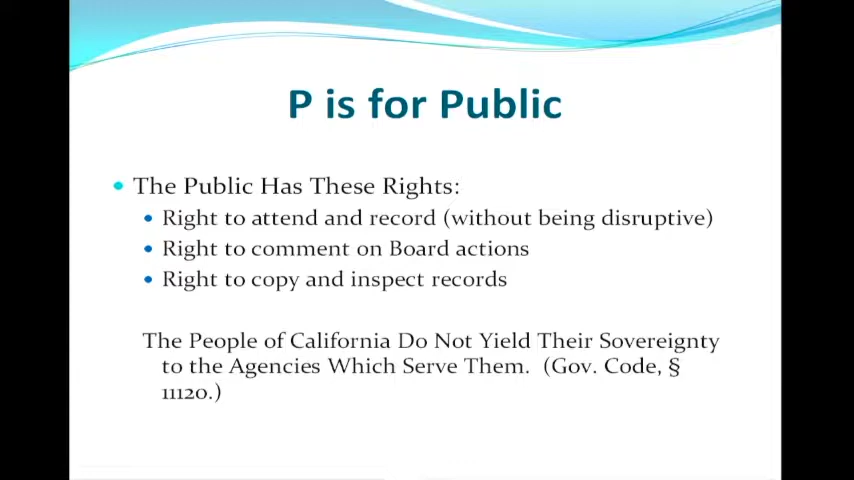 P is for Public
• The Public Has These Rights:
• Right to attend and record (without being disruptive)
• Right to comment on Board actions
• Right to copy and inspect records
The People of California Do Not Yield Their Sovereignty
to the Agencies Which Serve Them.  (Gov. Code, §
11120.)